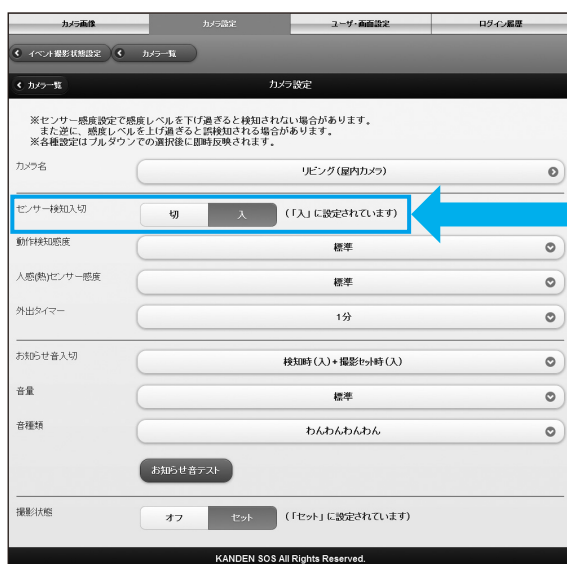 カメラ画像
カメラ設定
ユーザ・画面設定
ログイン履歴
イベント撮影状態設定
カメラ一覧
カメラ一覧
カメラ設定
※センサー感度設定で感度レベルを下げ過ぎると検知されない場合があります。
また逆に、感度レベルを上げ過ぎると誤検知される場合があります。
※各種設定はプルダウンでの選択後に即時反映されます。
カメラ名
リビング(屋内カメラ)
センサー検知入切
切
入
(「入」に設定されています)
動作検知感度
標準
人感(熱)センサー感度
標準
外出タイマー
1分
お知らせ音入切
検知時(入)+撮影セット時(入)
音量
標準
音種類
わんわんわんわん
お知らせ音テスト
撮影状態
オフ
セット
(「セット」に設定されています)
KANDEN SOS All Rights Reserved.